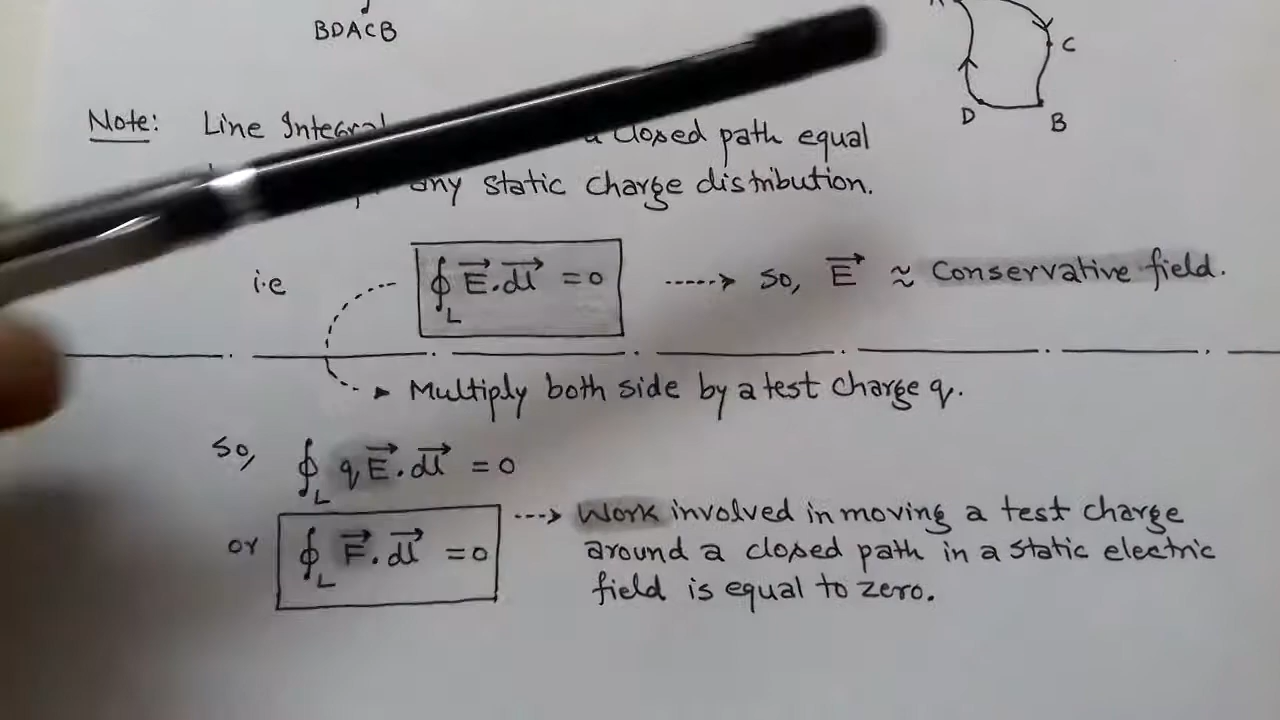 BDACB
C
D
B
Note: Line Integral a closed path equal
any static charge distribution.
i.e ∮L E⃗.dl⃗ = 0 So, E⃗ ≈ Conservative field.
Multiply both side by a test charge q.
So, ∮L q E⃗.dl⃗ = 0
or ∮L F⃗.dl⃗ = 0
Work involved in moving a test charge
around a closed path in a static electric
field is equal to zero.